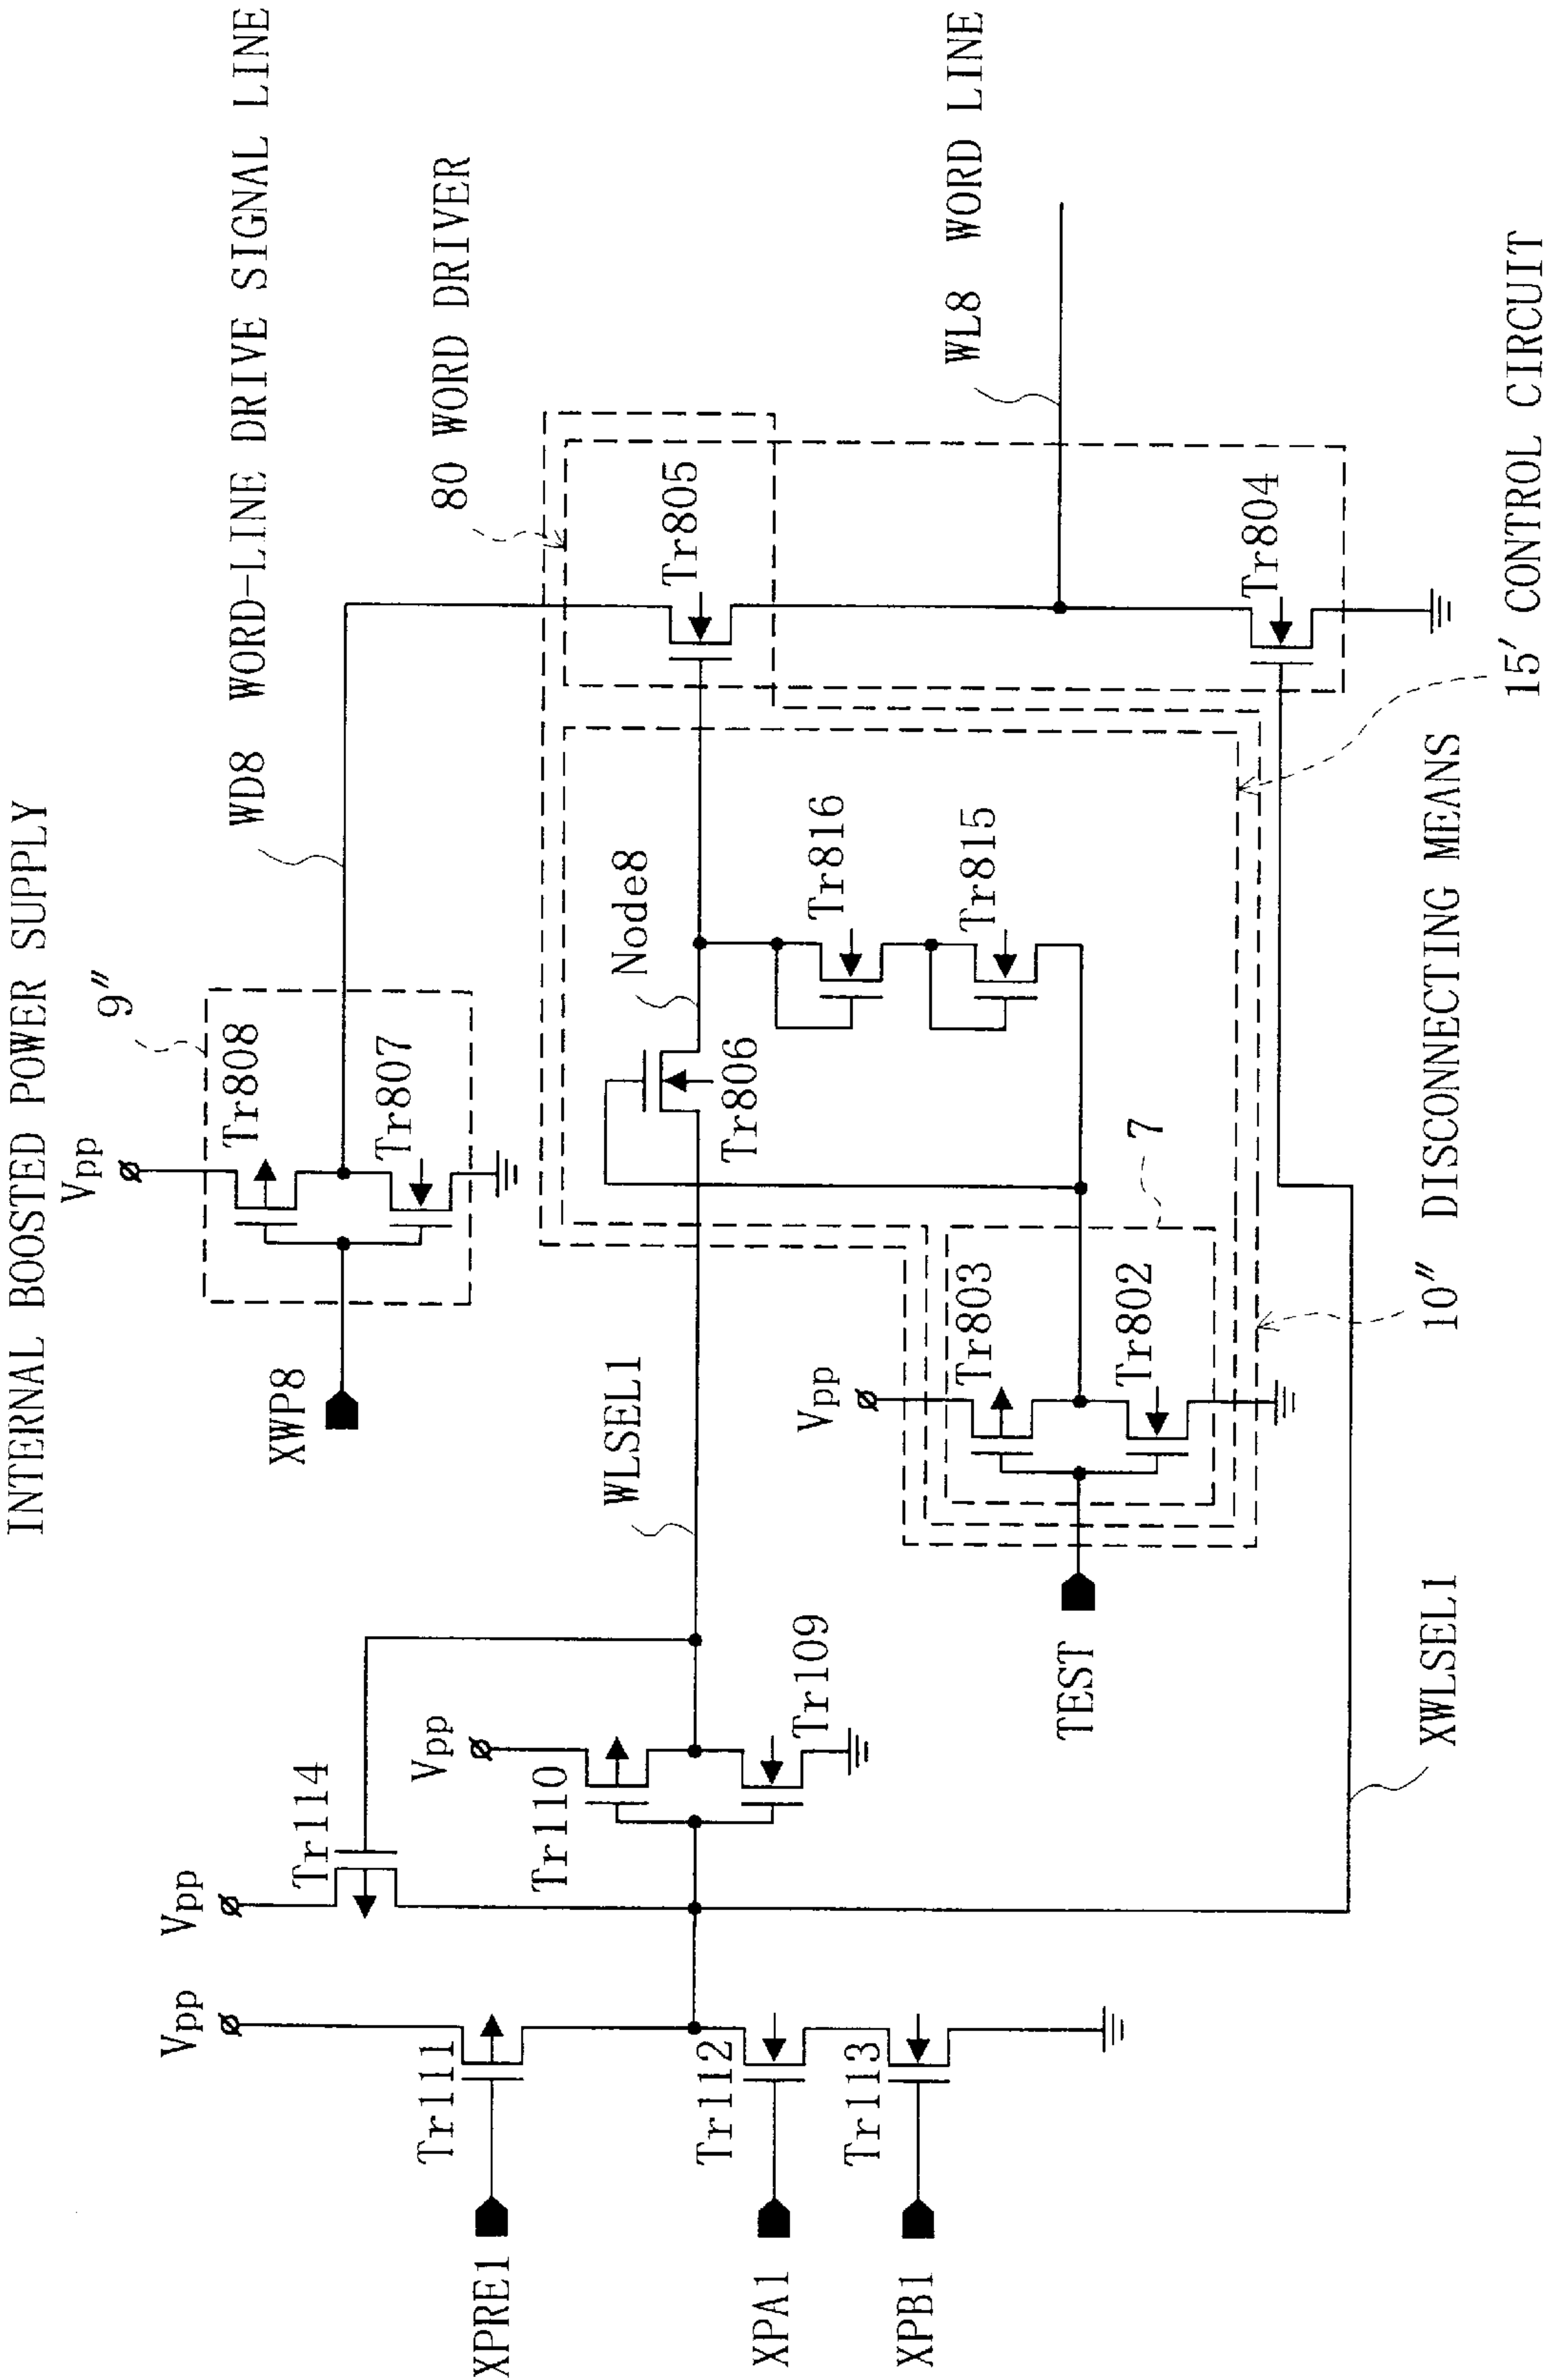 INTERNAL BOOSTED POWER SUPPLY
Vpp
9″
WD8 WORD-LINE DRIVE SIGNAL LINE
Tr808
Tr807
XWP8
80 WORD DRIVER
Vpp
Vpp
Tr114
Vpp
Tr110
Tr109
WLSEL1
Node8
Tr806
Tr805
Tr816
Tr815
WL8 WORD LINE
XPRE1
Tr111
XPA1
Tr112
XPB1
Tr113
Vpp
Tr803
Tr802
7
TEST
Tr804
XWLSEL1
10″ DISCONNECTING MEANS
15′ CONTROL CIRCUIT